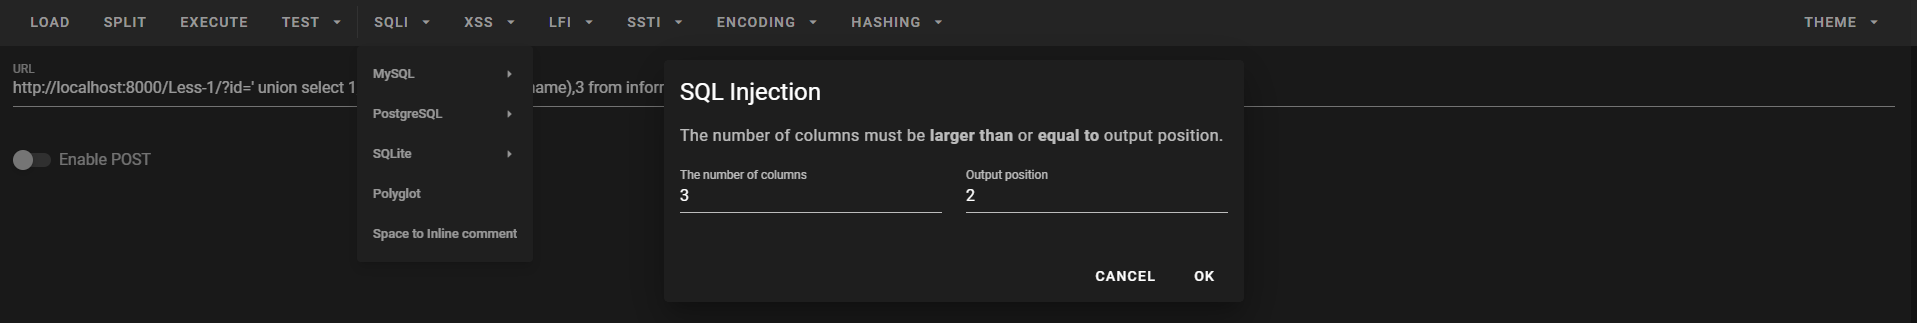 LOAD SPLIT EXECUTE TEST SQLI XSS LFI SSTI ENCODING HASHING THEME
URL
http://localhost:8000/Less-1/?id=' union select 1 name),3 from infor
Enable POST
MySQL
PostgreSQL
SQLite
Polyglot
Space to Inline comment
SQL Injection
The number of columns must be larger than or equal to output position.
The number of columns Output position
3 2
CANCEL OK